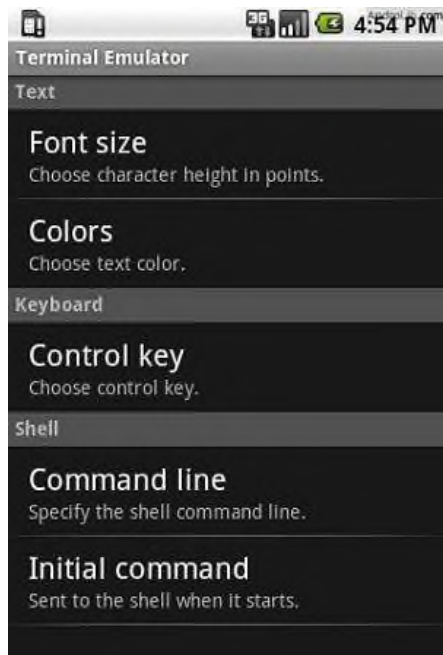 3G 4:54 PM
Terminal Emulator
Text
Font size
Choose character height in points.
Colors
Choose text color.
Keyboard
Control key
Choose control key.
Shell
Command line
Specify the shell command line.
Initial command
Sent to the shell when it starts.